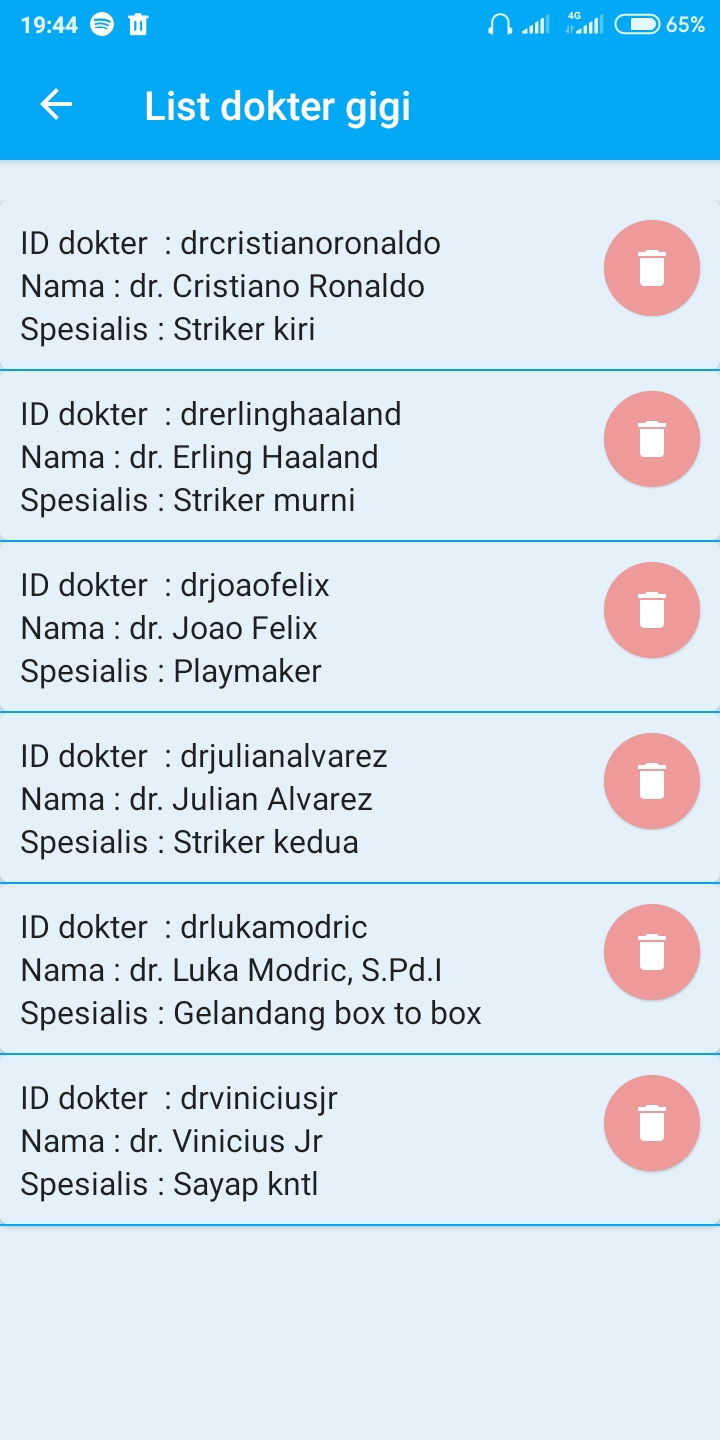 19:44
4G
65%
List dokter gigi
ID dokter  : drcristianoronaldo
Nama : dr. Cristiano Ronaldo
Spesialis : Striker kiri
ID dokter  : drerlinghaaland
Nama : dr. Erling Haaland
Spesialis : Striker murni
ID dokter  : drjoaofelix
Nama : dr. Joao Felix
Spesialis : Playmaker
ID dokter  : drjulianalvarez
Nama : dr. Julian Alvarez
Spesialis : Striker kedua
ID dokter  : drlukamodric
Nama : dr. Luka Modric, S.Pd.I
Spesialis : Gelandang box to box
ID dokter  : drviniciusjr
Nama : dr. Vinicius Jr
Spesialis : Sayap kntl